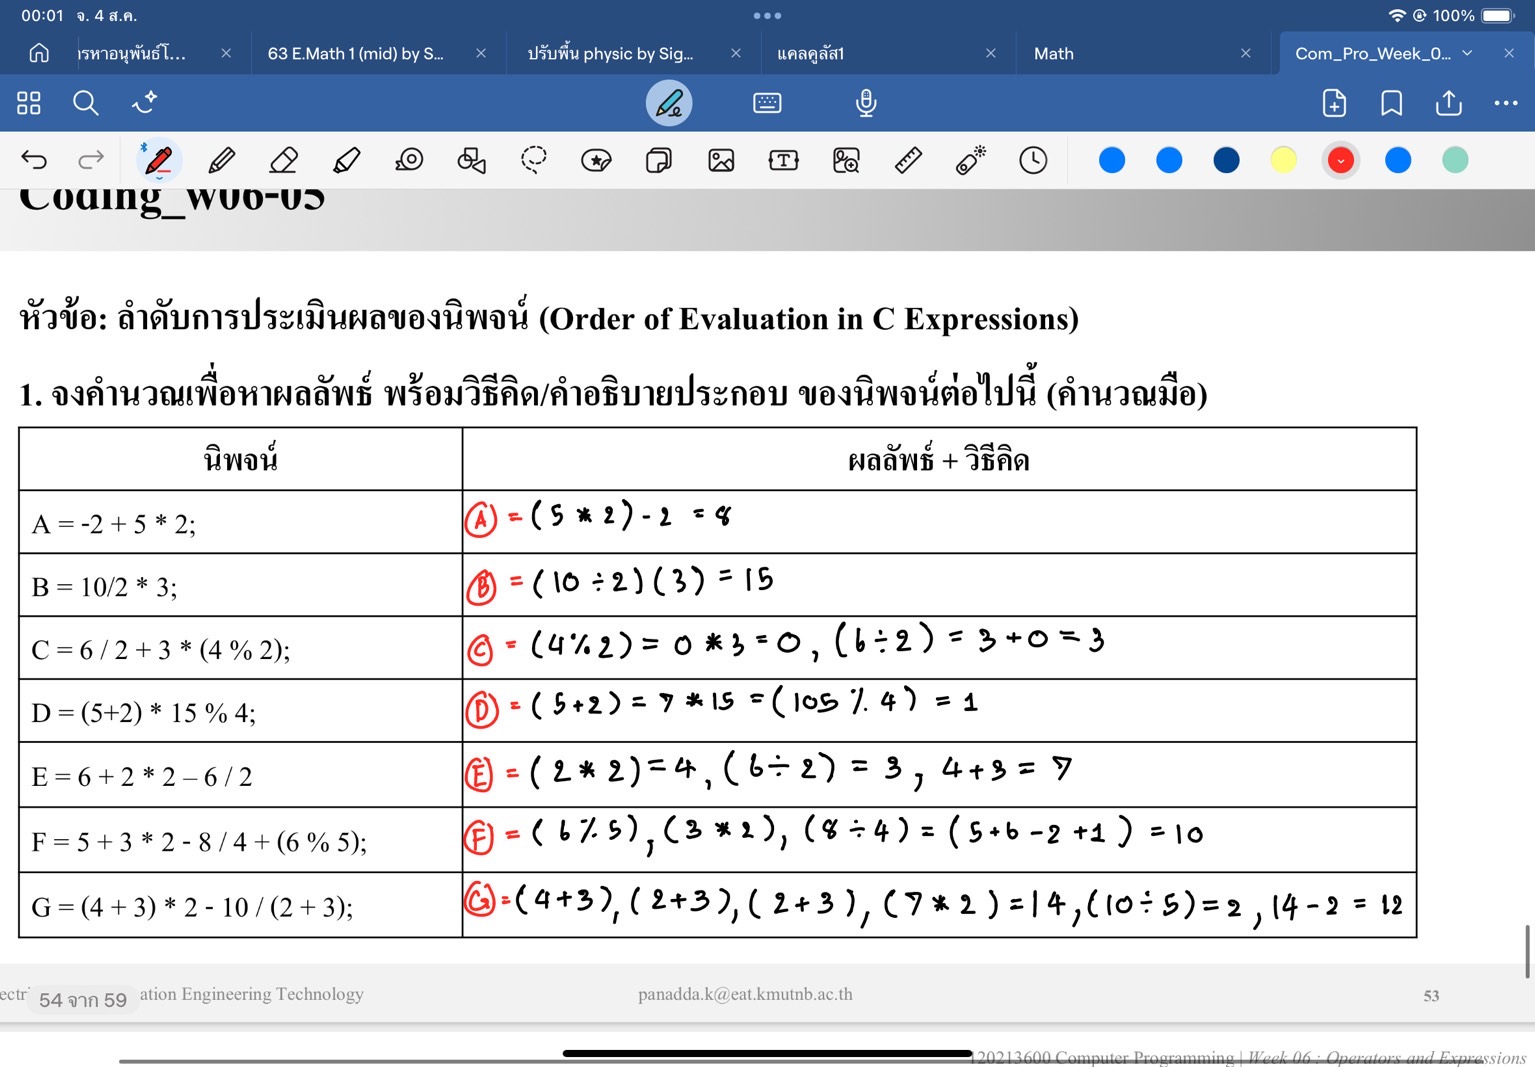 00:01 จ. 4 ส.ค.
100%
ารหาอนุพันธ์โ...
63 E.Math 1 (mid) by S...
ปรับพื้น physic by Sig...
แคลคูลัส1
Math
Com_Pro_Week_0...
Coding_W06-05
หัวข้อ: ลำดับการประเมินผลของนิพจน์ (Order of Evaluation in C Expressions)
1. จงคำนวณเพื่อหาผลลัพธ์ พร้อมวิธีคิด/คำอธิบายประกอบ ของนิพจน์ต่อไปนี้ (คำนวณมือ)
นิพจน์ ผลลัพธ์ + วิธีคิด
A = -2 + 5 * 2; A = (5 * 2) - 2 = 8
B = 10/2 * 3; B = (10 ÷ 2)(3) = 15
C = 6 / 2 + 3 * (4 % 2); C = (4 % 2) = 0 * 3 = 0, (6 ÷ 2) = 3 + 0 = 3
D = (5+2) * 15 % 4; D = (5+2) = 7 * 15 = (105 % 4) = 1
E = 6 + 2 * 2 – 6 / 2 E = (2 * 2) = 4, (6 ÷ 2) = 3, 4 + 3 = 7
F = 5 + 3 * 2 - 8 / 4 + (6 % 5); F = (6 % 5), (3 * 2), (8 ÷ 4) = (5 + 6 - 2 + 1) = 10
G = (4 + 3) * 2 - 10 / (2 + 3); G = (4 + 3), (2 + 3), (2 + 3), (7 * 2) = 14, (10 ÷ 5) = 2, 14 - 2 = 12
ectri
54 จาก 59
ation Engineering Technology
panadda.k@eat.kmutnb.ac.th
53
120213600 Computer Programming | Week 06 : Operators and Expressions